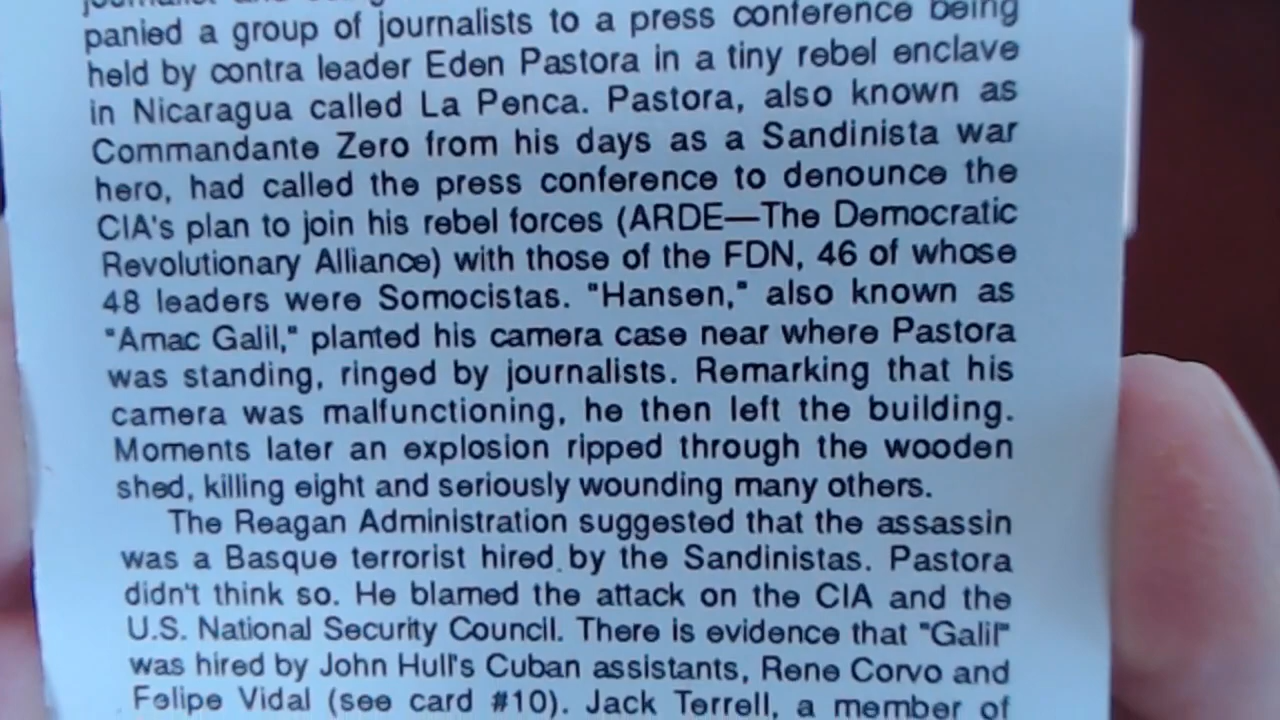 journalist and
panied a group of journalists to a press conference being
held by contra leader Eden Pastora in a tiny rebel enclave
in Nicaragua called La Penca. Pastora, also known as
Commandante Zero from his days as a Sandinista war
hero, had called the press conference to denounce the
CIA's plan to join his rebel forces (ARDE—The Democratic
Revolutionary Alliance) with those of the FDN, 46 of whose
48 leaders were Somocistas. "Hansen," also known as
"Amac Galil," planted his camera case near where Pastora
was standing, ringed by journalists. Remarking that his
camera was malfunctioning, he then left the building.
Moments later an explosion ripped through the wooden
shed, killing eight and seriously wounding many others.
The Reagan Administration suggested that the assassin
was a Basque terrorist hired by the Sandinistas. Pastora
didn't think so. He blamed the attack on the CIA and the
U.S. National Security Council. There is evidence that "Galil"
was hired by John Hull's Cuban assistants, Rene Corvo and
Felipe Vidal (see card #10). Jack Terrell, a member of